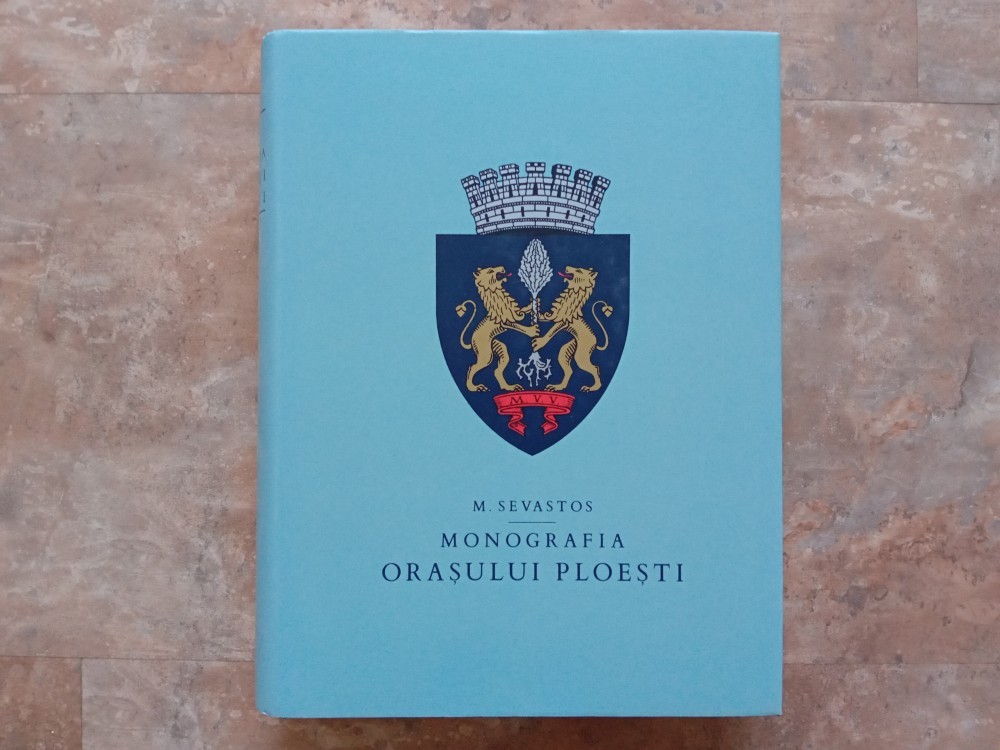 M. V. V.
M. SEVASTOS
MONOGRAFIA
ORAȘULUI PLOEȘTI